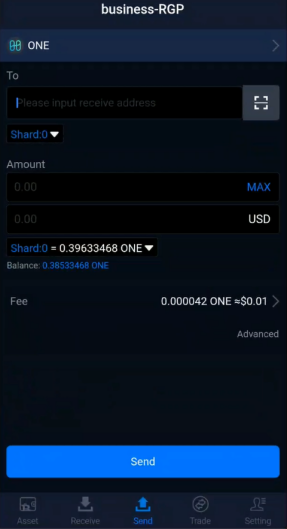 business-RGP
ONE
To
Please input receive address
Shard:0
Amount
0.00 MAX
0.00 USD
Shard:0 = 0.39633468 ONE
Balance: 0.38533468 ONE
Fee 0.000042 ONE ≈$0.01
Advanced
Send
Asset Receive Send Trade Setting